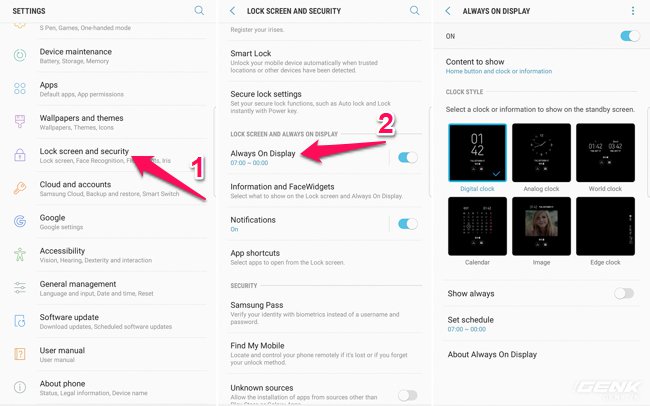 SETTINGS
S Pen, Games, One-handed mode
Device maintenance
Battery, Storage, Memory
Apps
Default apps, App permissions
Wallpapers and themes
Wallpapers, Themes, Icons
Lock screen and security
Lock screen, Face Recognition, Iris
1
Cloud and accounts
Samsung Cloud, Backup and restore, Smart Switch
Google
Google settings
Accessibility
Vision, Hearing, Dexterity and interaction
General management
Language and input, Date and time, Reset
Software update
Download updates, Scheduled software updates
User manual
User manual
About phone
Status, Legal information, Device name
LOCK SCREEN AND SECURITY
Register your irises.
Smart Lock
Unlock your mobile device automatically when trusted
locations or other devices have been detected.
Secure lock settings
Set your secure lock functions, such as Auto lock and Lock
instantly with Power key.
LOCK SCREEN AND ALWAYS ON DISPLAY
2
Always On Display
07:00 ~ 00:00
Information and FaceWidgets
Select what to show on the Lock screen and Always On Display.
Notifications
On
App shortcuts
Select apps to open from the Lock screen.
SECURITY
Samsung Pass
Verify your identity with biometrics instead of a username and
password.
Find My Mobile
Locate and control your phone remotely if it's lost or if you forget
your unlock method.
Unknown sources
Allow the installation of apps from sources other than
ALWAYS ON DISPLAY
ON
Content to show
Home button and clock or information
CLOCK STYLE
Select a clock or information to show on the standby screen.
01
42
Digital clock
Analog clock
World clock
Calendar
Image
Edge clock
Show always
Set schedule
07:00 ~ 00:00
About Always On Display
GENK